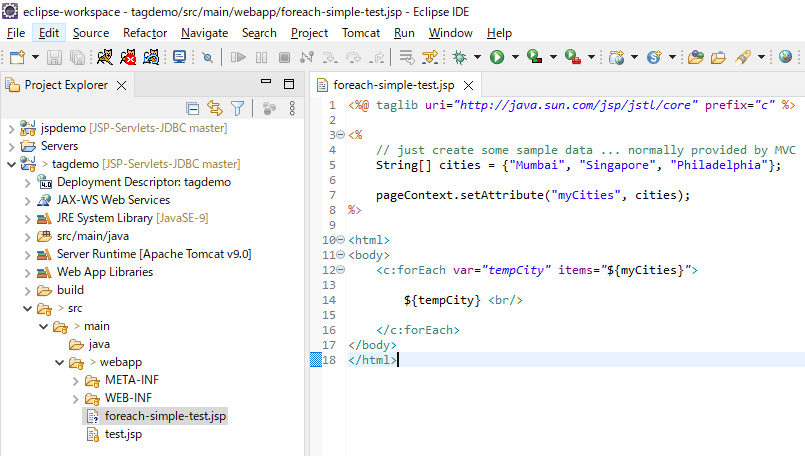 eclipse-workspace - tagdemo/src/main/webapp/foreach-simple-test.jsp - Eclipse IDE
File Edit Source Refactor Navigate Search Project Tomcat Run Window Help
Project Explorer
jspdemo [JSP-Servlets-JDBC master]
Servers
> tagdemo [JSP-Servlets-JDBC master]
Deployment Descriptor: tagdemo
JAX-WS Web Services
JRE System Library [JavaSE-9]
src/main/java
Server Runtime [Apache Tomcat v9.0]
Web App Libraries
build
> src
> main
java
> webapp
META-INF
WEB-INF
foreach-simple-test.jsp
test.jsp
foreach-simple-test.jsp
1 <%@ taglib uri="http://java.sun.com/jsp/jstl/core" prefix="c" %>
2
3 <%
4     // just create some sample data ... normally provided by MVC
5     String[] cities = {"Mumbai", "Singapore", "Philadelphia"};
6
7     pageContext.setAttribute("myCities", cities);
8 %>
9
10 <html>
11 <body>
12     <c:forEach var="tempCity" items="${myCities}">
13
14         ${tempCity} <br/>
15
16     </c:forEach>
17 </body>
18 </html>